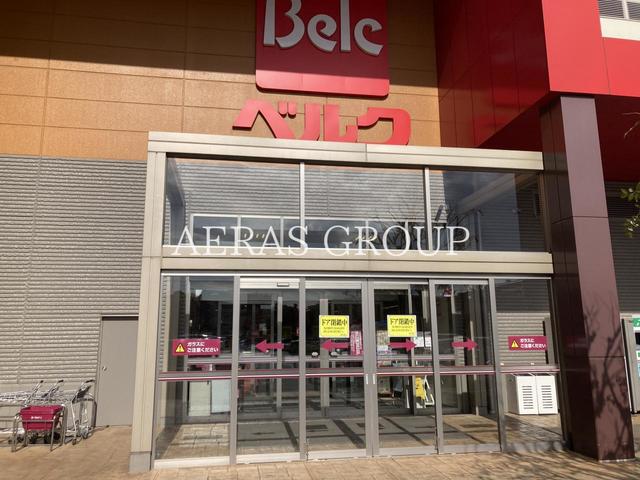 Belc
ベルク
AERAS GROUP
ドア閉鎖中
ドア閉鎖中
ガラスに
ご注意ください
ガラスに
ご注意ください